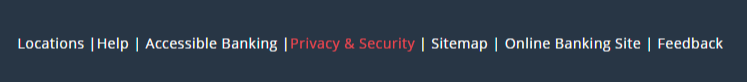 Locations |Help | Accessible Banking |Privacy & Security | Sitemap | Online Banking Site | Feedback